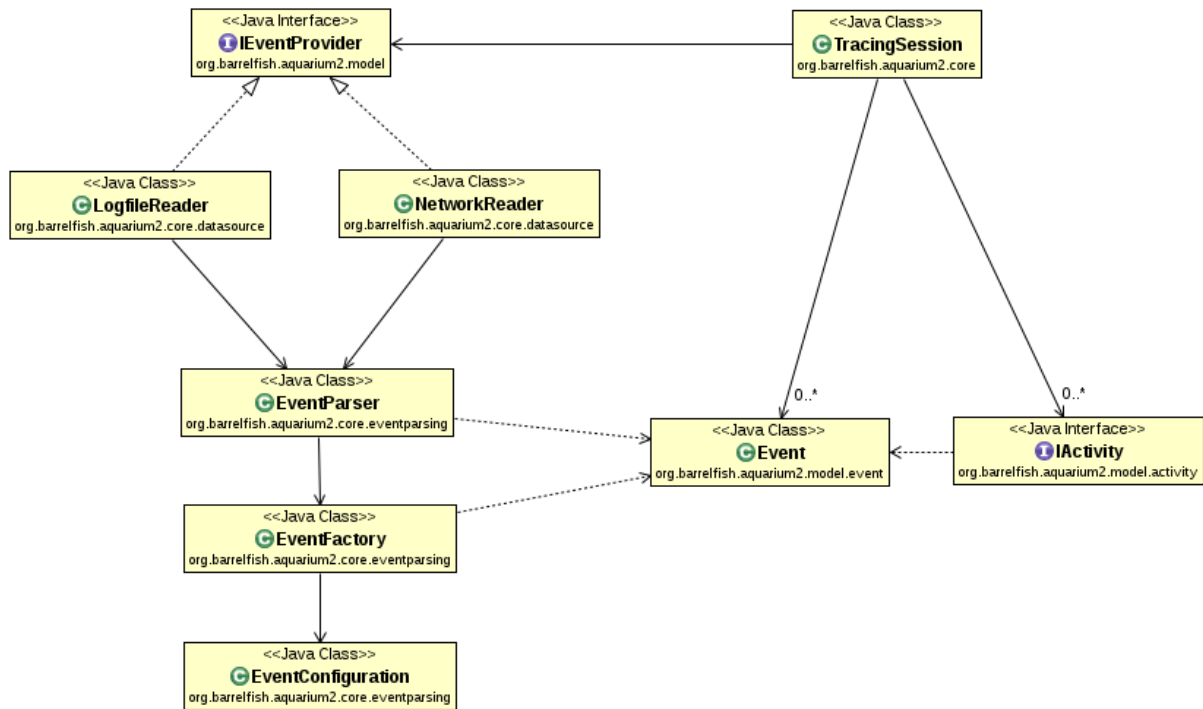 <<Java Interface>>
IEventProvider
org.barrelfish.aquarium2.model
<<Java Class>>
TracingSession
org.barrelfish.aquarium2.core
<<Java Class>>
LogfileReader
org.barrelfish.aquarium2.core.datasource
<<Java Class>>
NetworkReader
org.barrelfish.aquarium2.core.datasource
<<Java Class>>
EventParser
org.barrelfish.aquarium2.core.eventparsing
0..*
0..*
<<Java Class>>
Event
org.barrelfish.aquarium2.model.event
<<Java Interface>>
IActivity
org.barrelfish.aquarium2.model.activity
<<Java Class>>
EventFactory
org.barrelfish.aquarium2.core.eventparsing
<<Java Class>>
EventConfiguration
org.barrelfish.aquarium2.core.eventparsing